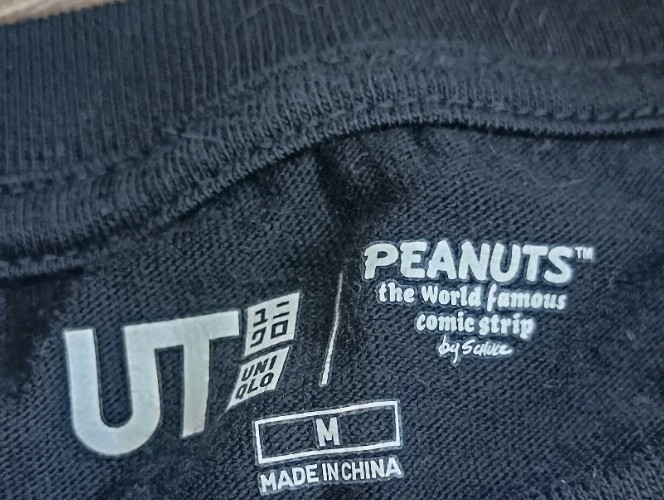 UT
ユニ
クロ
UNI
QLO
PEANUTS™
the World famous
comic strip
by Schulz
M
MADE IN CHINA